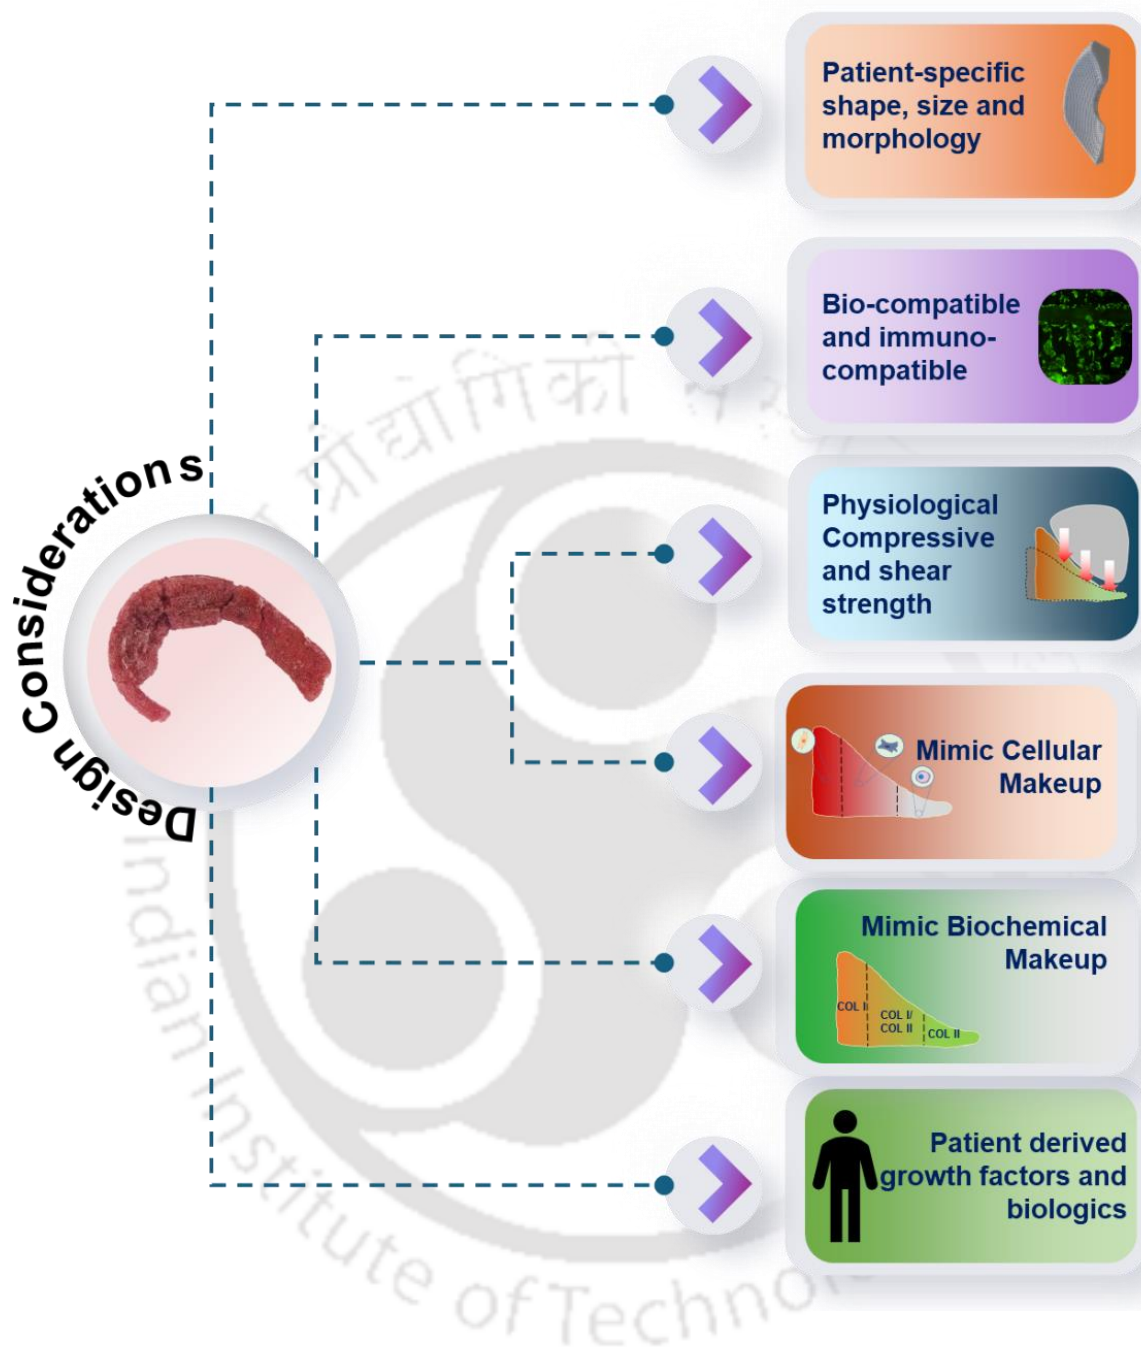 Design Considerations
Patient-specific
shape, size and
morphology
Bio-compatible
and immuno-
compatible
Physiological
Compressive
and shear
strength
Mimic Cellular
Makeup
Mimic Biochemical
Makeup
COL I
COL I/
COL II
COL II
Patient derived
growth factors and
biologics
प्रौद्योगिकी
Indian Institute of Techno